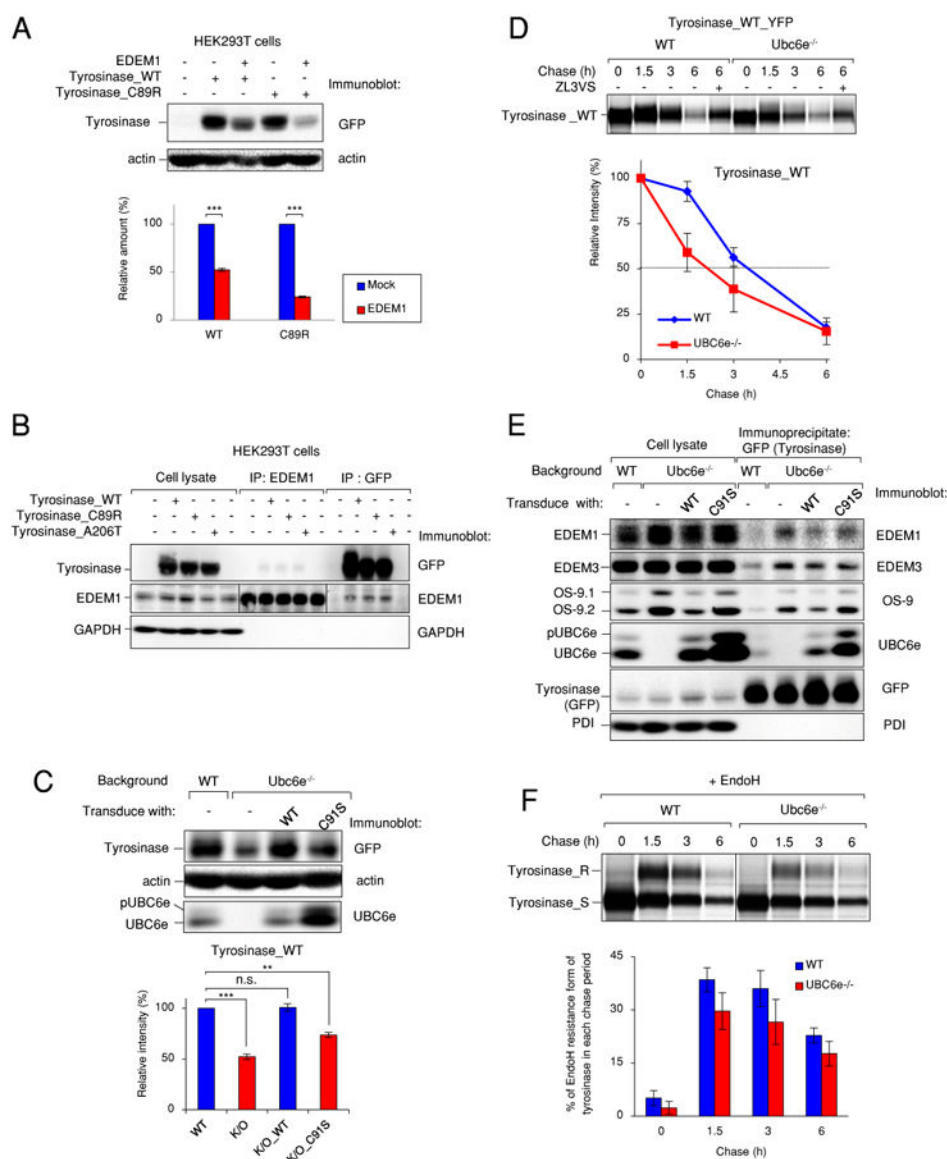 A
HEK293T cells
EDEM1 - - + - +
Tyrosinase_WT - + + - -
Tyrosinase_C89R - - - + +
Immunoblot:
Tyrosinase
GFP
actin
actin
Relative amount (%)
100
50
0
***
***
WT
C89R
Mock
EDEM1
B
HEK293T cells
Cell lysate
IP: EDEM1
IP : GFP
Tyrosinase_WT
Tyrosinase_C89R
Tyrosinase_A206T
Immunoblot:
Tyrosinase
GFP
EDEM1
EDEM1
GAPDH
GAPDH
C
Background WT Ubc6e-/-
Transduce with: - - WT C91S
Immunoblot:
Tyrosinase
GFP
actin
actin
pUBC6e
UBC6e
UBC6e
Tyrosinase_WT
**
n.s.
***
Relative intensity (%)
100
50
0
WT
K/O
K/O_WT
K/O_C91S
D
Tyrosinase_WT_YFP
WT
Ubc6e-/-
Chase (h) 0 1.5 3 6 6 0 1.5 3 6 6
ZL3VS + +
Tyrosinase _WT
Tyrosinase_WT
Relative Intensity (%)
100
75
50
25
0
WT
UBC6e-/-
0 1.5 3 4.5 6
Chase (h)
E
Cell lysate
Immunoprecipitate:
GFP (Tyrosinase)
Background WT Ubc6e-/- WT Ubc6e-/-
Transduce with: - - WT C91S - - WT C91S
Immunoblot:
EDEM1
EDEM1
EDEM3
EDEM3
OS-9.1
OS-9.2
OS-9
pUBC6e
UBC6e
UBC6e
Tyrosinase
(GFP)
GFP
PDI
PDI
F
+ EndoH
WT
Ubc6e-/-
Chase (h) 0 1.5 3 6 0 1.5 3 6
Tyrosinase_R
Tyrosinase_S
% of EndoH resistance form of
tyrosinase in each chase period
45
30
15
0
WT
UBC6e-/-
0 1.5 3 6
Chase (h)